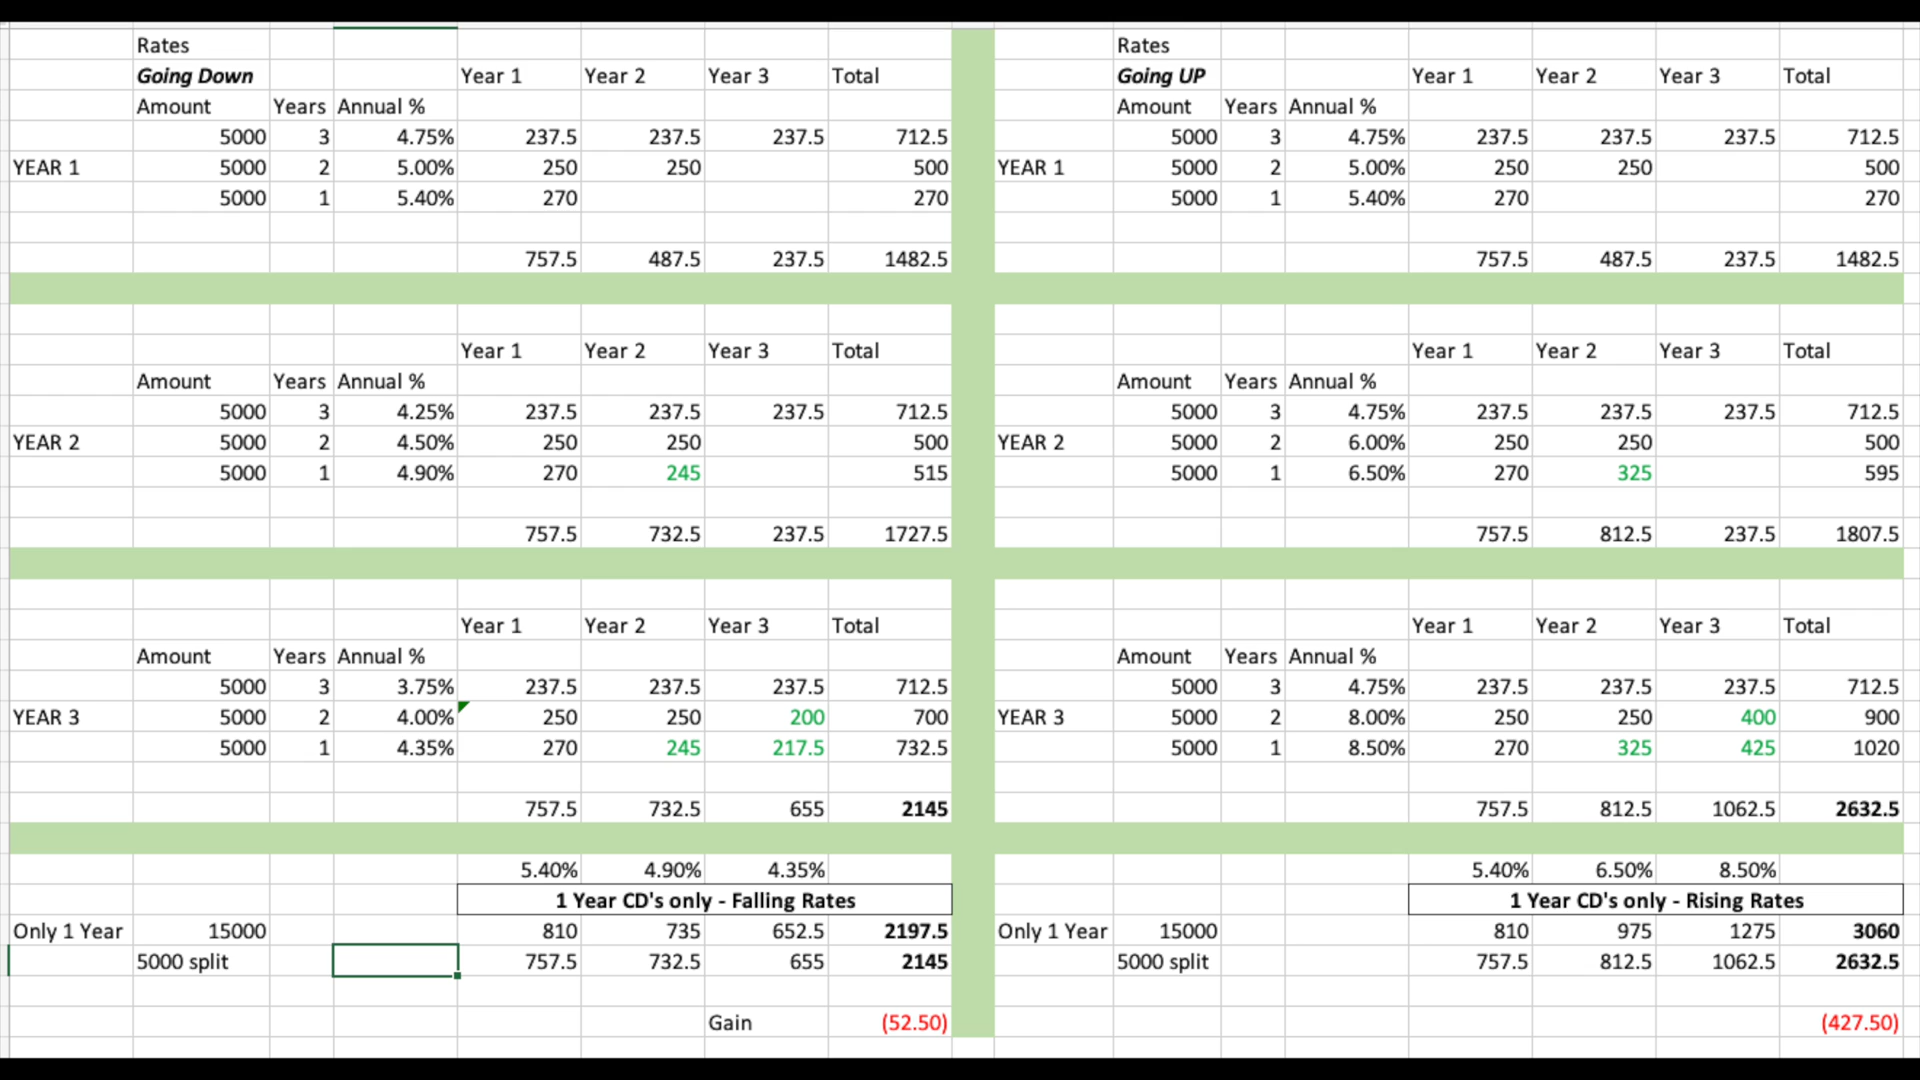 Rates Rates
Going Down Year 1 Year 2 Year 3 Total Going UP Year 1 Year 2 Year 3 Total
Amount Years Annual % Amount Years Annual %
5000 3 4.75% 237.5 237.5 237.5 712.5 5000 3 4.75% 237.5 237.5 237.5 712.5
YEAR 1 5000 2 5.00% 250 250 500 YEAR 1 5000 2 5.00% 250 250 500
5000 1 5.40% 270 270 5000 1 5.40% 270 270
757.5 487.5 237.5 1482.5 757.5 487.5 237.5 1482.5
Year 1 Year 2 Year 3 Total Year 1 Year 2 Year 3 Total
Amount Years Annual % Amount Years Annual %
5000 3 4.25% 237.5 237.5 237.5 712.5 5000 3 4.75% 237.5 237.5 237.5 712.5
YEAR 2 5000 2 4.50% 250 250 500 YEAR 2 5000 2 6.00% 250 250 500
5000 1 4.90% 270 245 515 5000 1 6.50% 270 325 595
757.5 732.5 237.5 1727.5 757.5 812.5 237.5 1807.5
Year 1 Year 2 Year 3 Total Year 1 Year 2 Year 3 Total
Amount Years Annual % Amount Years Annual %
5000 3 3.75% 237.5 237.5 237.5 712.5 5000 3 4.75% 237.5 237.5 237.5 712.5
YEAR 3 5000 2 4.00% 250 250 200 700 YEAR 3 5000 2 8.00% 250 250 400 900
5000 1 4.35% 270 245 217.5 732.5 5000 1 8.50% 270 325 425 1020
757.5 732.5 655 2145 757.5 812.5 1062.5 2632.5
5.40% 4.90% 4.35% 5.40% 6.50% 8.50%
1 Year CD's only - Falling Rates 1 Year CD's only - Rising Rates
Only 1 Year 15000 810 735 652.5 2197.5 Only 1 Year 15000 810 975 1275 3060
5000 split 757.5 732.5 655 2145 5000 split 757.5 812.5 1062.5 2632.5
Gain (52.50) (427.50)